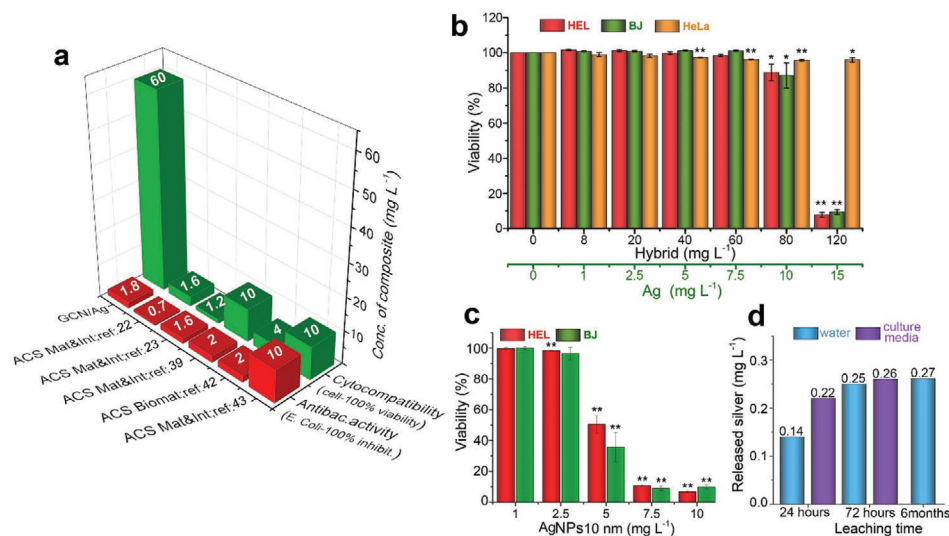 a
60
1.8
0.7
1.6
2
2
10
1.6
1.2
10
4
10
GCN/Ag
ACS Mat&Int;ref:22
ACS Mat&Int;ref:23
ACS Mat&Int;ref:39
ACS Biomat:ref:42
ACS Mat&Int:ref:43
Antibac.activity
(E. Coli-100% inhibit.)
Cytocompatibility
(cell-100% viability)
Conc. of composite (mg L⁻¹)
60
50
40
30
20
10
b
HEL BJ HeLa
Viability (%)
120
100
80
60
40
20
0
** ** * * ** ** ** *
0 8 20 40 60 80 120
Hybrid (mg L⁻¹)
0 1 2.5 5 7.5 10 15
Ag (mg L⁻¹)
c
HEL BJ
Viability (%)
100
80
60
40
20
0
** ** ** ** ** ** **
1 2.5 5 7.5 10
AgNPs10 nm (mg L⁻¹)
d
water culture
media
Released silver (mg L⁻¹)
0.3
0.2
0.1
0.0
0.14 0.22 0.25 0.26 0.27
24 hours 72 hours 6months
Leaching time